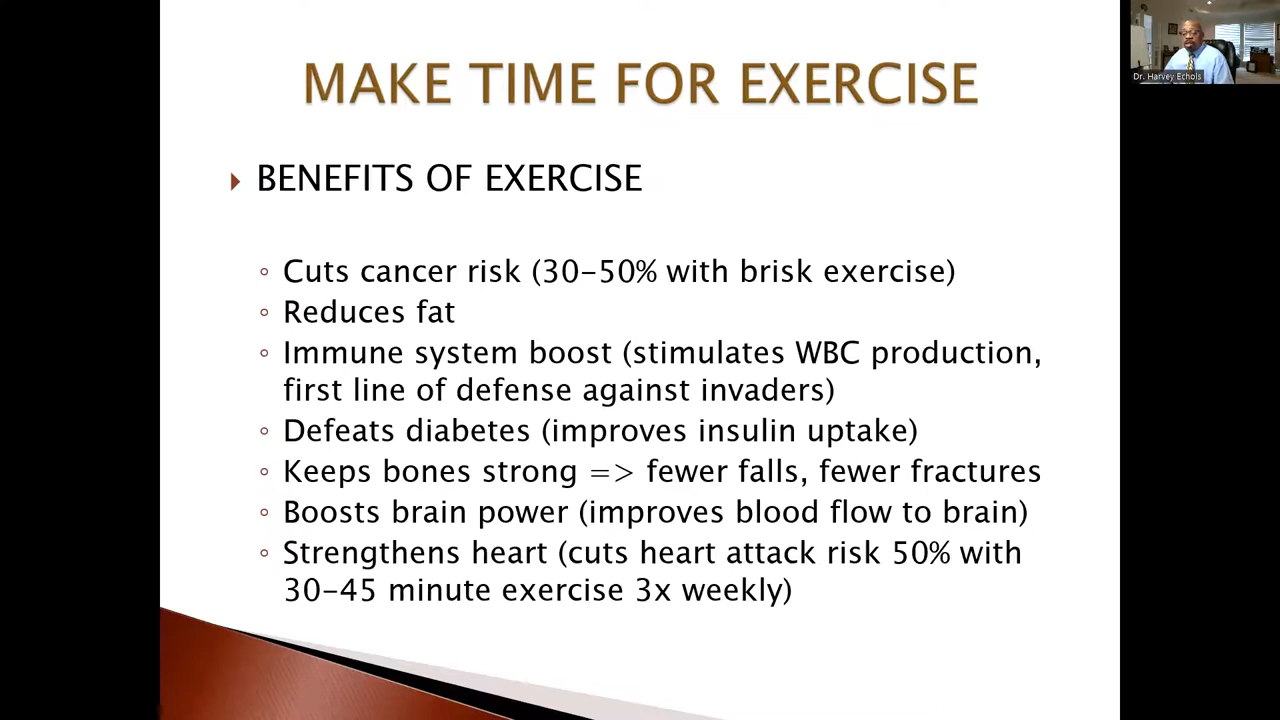 MAKE TIME FOR EXERCISE
Dr. Harvey Echols
BENEFITS OF EXERCISE
Cuts cancer risk (30-50% with brisk exercise)
Reduces fat
Immune system boost (stimulates WBC production,
first line of defense against invaders)
Defeats diabetes (improves insulin uptake)
Keeps bones strong => fewer falls, fewer fractures
Boosts brain power (improves blood flow to brain)
Strengthens heart (cuts heart attack risk 50% with
30-45 minute exercise 3x weekly)